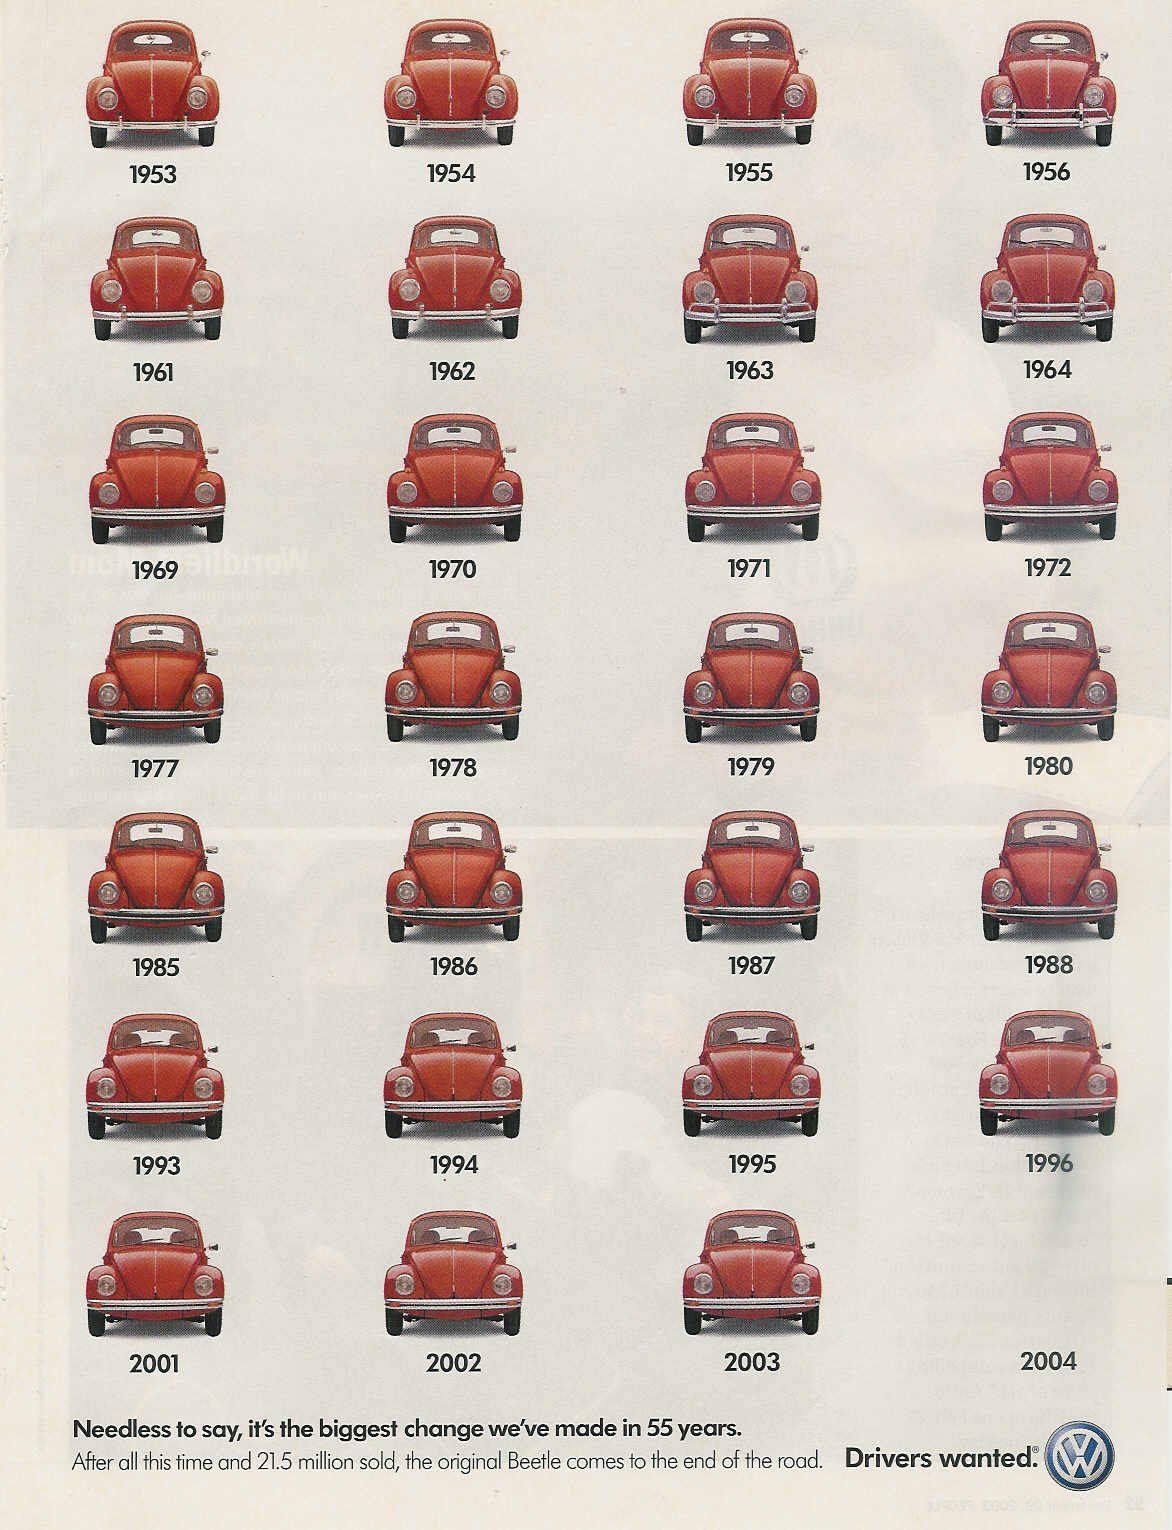 1953 1954 1955 1956
1961 1962 1963 1964
1969 1970 1971 1972
1977 1978 1979 1980
1985 1986 1987 1988
1993 1994 1995 1996
2001 2002 2003 2004
Needless to say, it's the biggest change we've made in 55 years.
After all this time and 21.5 million sold, the original Beetle comes to the end of the road. Drivers wanted.®